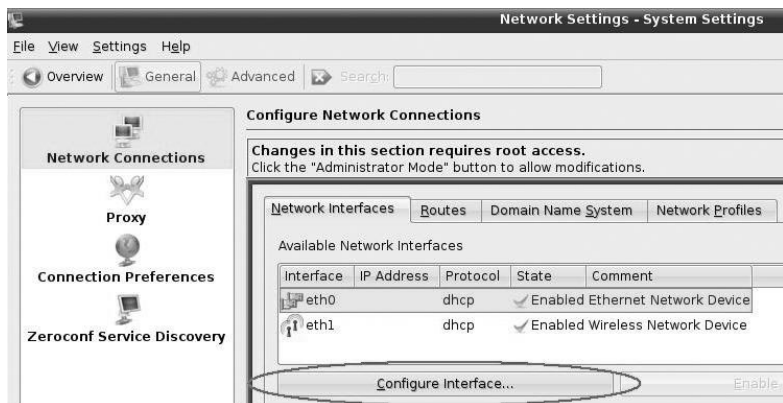 Network Settings - System Settings
File View Settings Help
Overview General Advanced Search:
Network Connections
Proxy
Connection Preferences
Zeroconf Service Discovery
Configure Network Connections
Changes in this section requires root access.
Click the "Administrator Mode" button to allow modifications.
Network Interfaces Routes Domain Name System Network Profiles
Available Network Interfaces
Interface IP Address Protocol State Comment
eth0 dhcp Enabled Ethernet Network Device
eth1 dhcp Enabled Wireless Network Device
Configure Interface... Enable